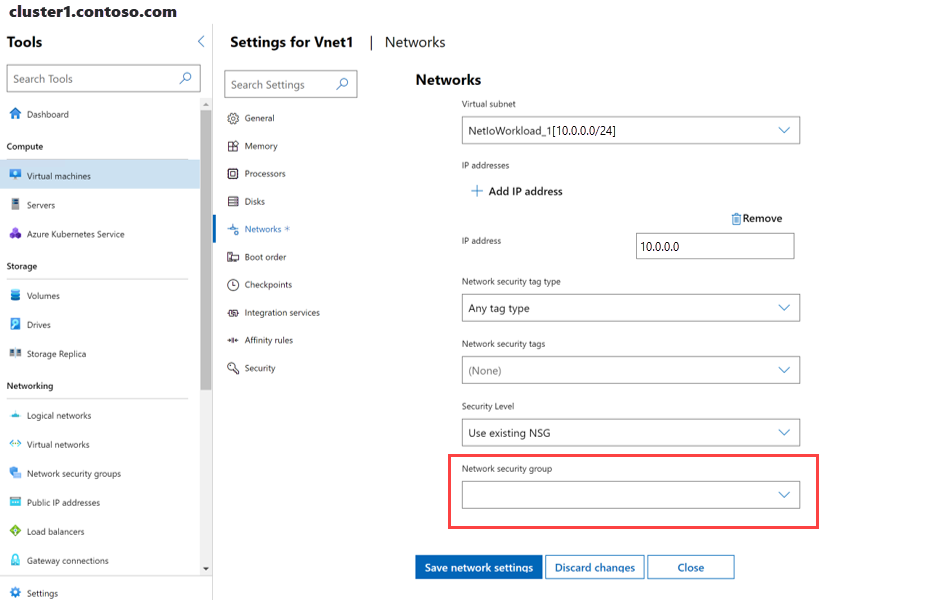 cluster1.contoso.com
Tools
Search Tools
Dashboard
Compute
Virtual machines
Servers
Azure Kubernetes Service
Storage
Volumes
Drives
Storage Replica
Networking
Logical networks
Virtual networks
Network security groups
Public IP addresses
Load balancers
Gateway connections
Settings
Settings for Vnet1 | Networks
Search Settings
General
Memory
Processors
Disks
Networks *
Boot order
Checkpoints
Integration services
Affinity rules
Security
Networks
Virtual subnet
NetIoWorkload_1[10.0.0.0/24]
IP addresses
Add IP address
Remove
IP address
10.0.0.0
Network security tag type
Any tag type
Network security tags
(None)
Security Level
Use existing NSG
Network security group
Save network settings
Discard changes
Close